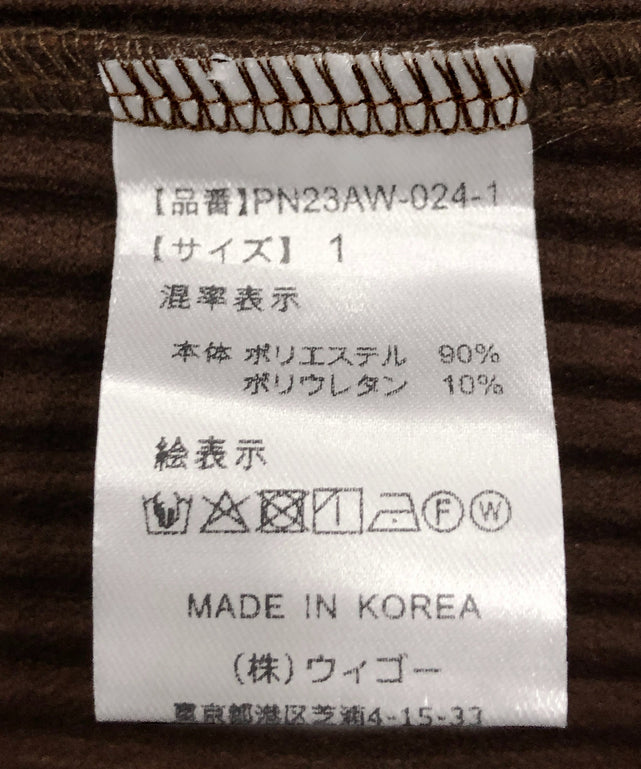 【品番】PN23AW-024-1
【サイズ】 1
混率表示
本体 ポリエステル 90%
ポリウレタン 10%
絵表示
F W
MADE IN KOREA
(株)ウィゴー
東京都港区芝浦4-15-33